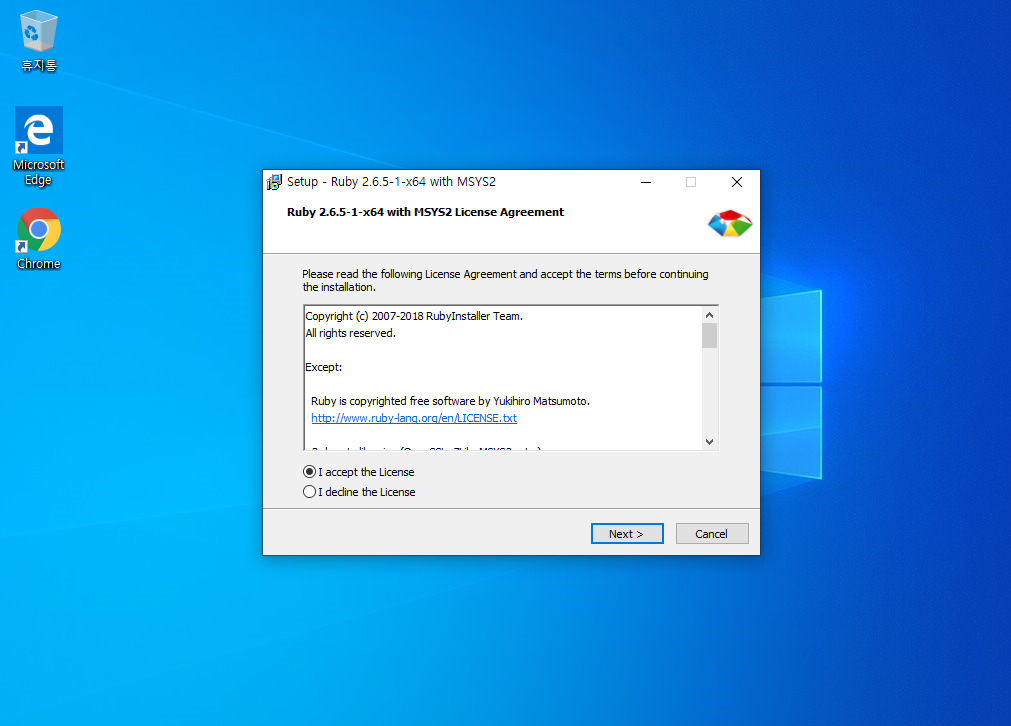 휴지통
Microsoft
Edge
Chrome
Setup - Ruby 2.6.5-1-x64 with MSYS2
Ruby 2.6.5-1-x64 with MSYS2 License Agreement
Please read the following License Agreement and accept the terms before continuing
the installation.
Copyright (c) 2007-2018 RubyInstaller Team.
All rights reserved.
Except:
Ruby is copyrighted free software by Yukihiro Matsumoto.
http://www.ruby-lang.org/en/LICENSE.txt
I accept the License
I decline the License
Next >
Cancel